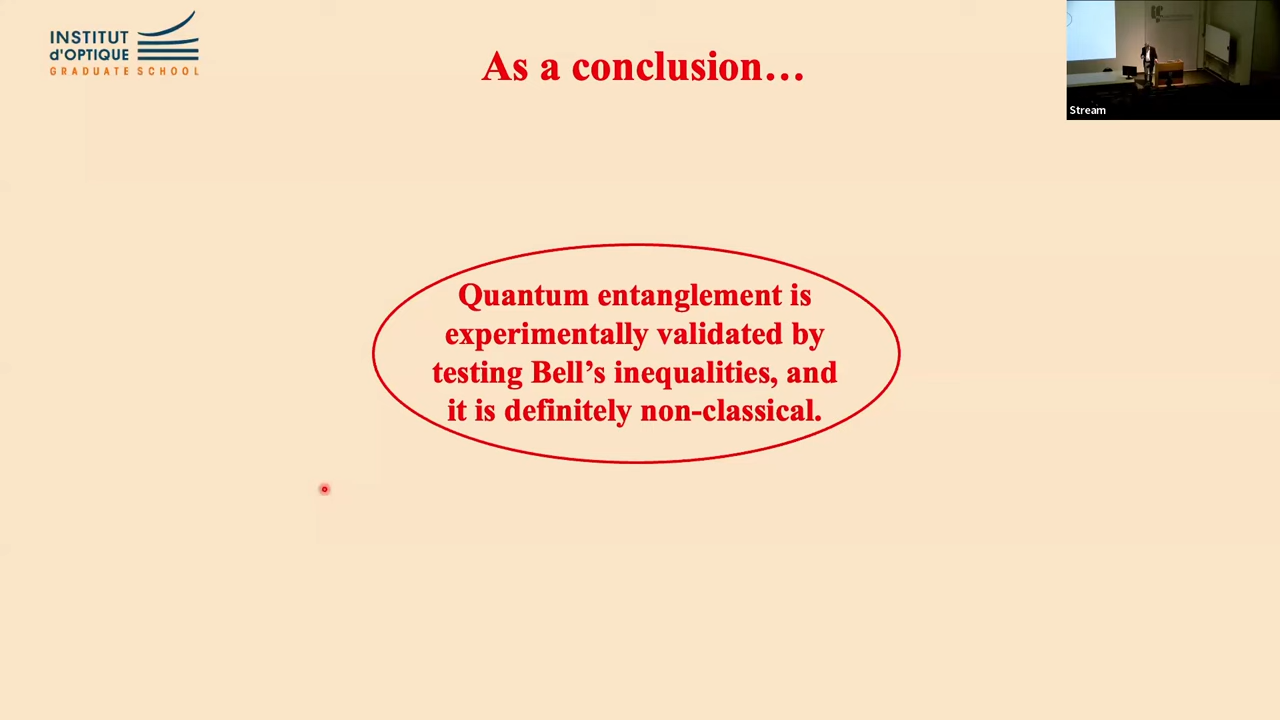 INSTITUT
d'OPTIQUE
GRADUATE SCHOOL
As a conclusion…
Stream
Quantum entanglement is
experimentally validated by
testing Bell’s inequalities, and
it is definitely non-classical.